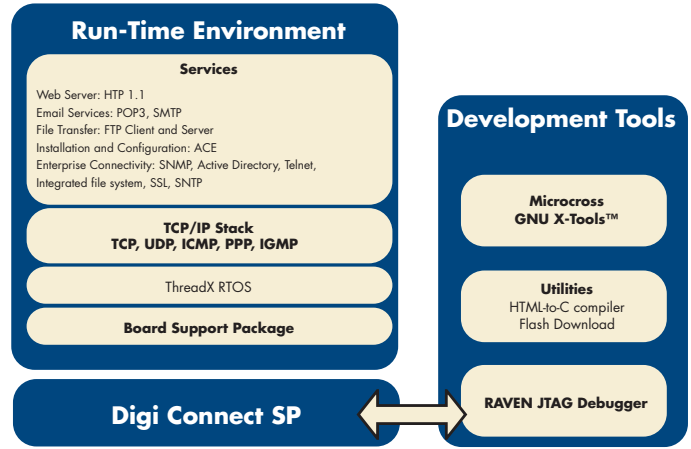 Run-Time Environment
Services
Web Server: HTP 1.1
Email Services: POP3, SMTP
File Transfer: FTP Client and Server
Installation and Configuration: ACE
Enterprise Connectivity: SNMP, Active Directory, Telnet,
Integrated file system, SSL, SNTP
TCP/IP Stack
TCP, UDP, ICMP, PPP, IGMP
ThreadX RTOS
Board Support Package
Digi Connect SP
Development Tools
Microcross
GNU X-Tools™
Utilities
HTML-to-C compiler
Flash Download
RAVEN JTAG Debugger